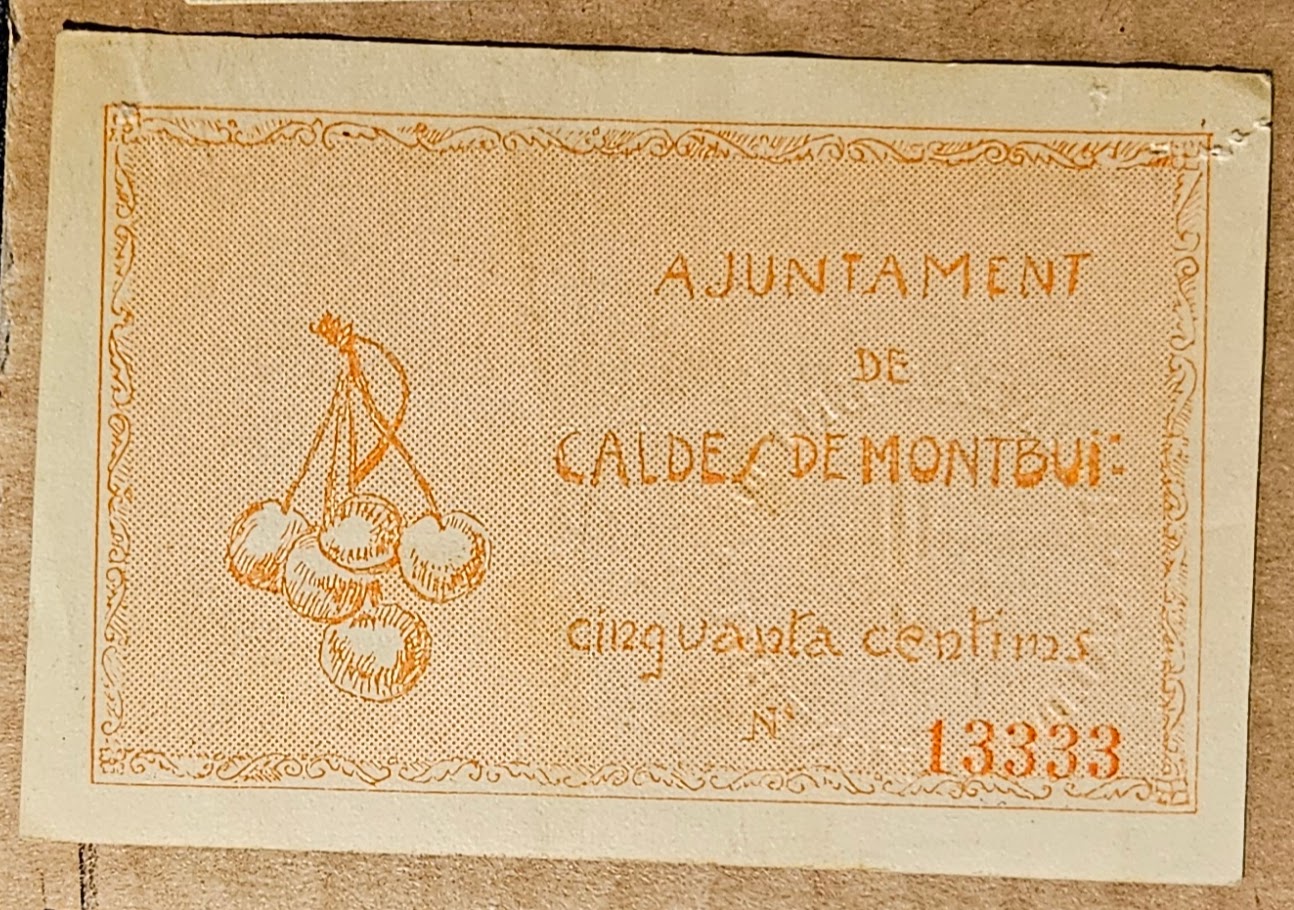 AJUNTAMENT
DE
CALDES DE MONTBUI
cinquanta centims
Nº 13333